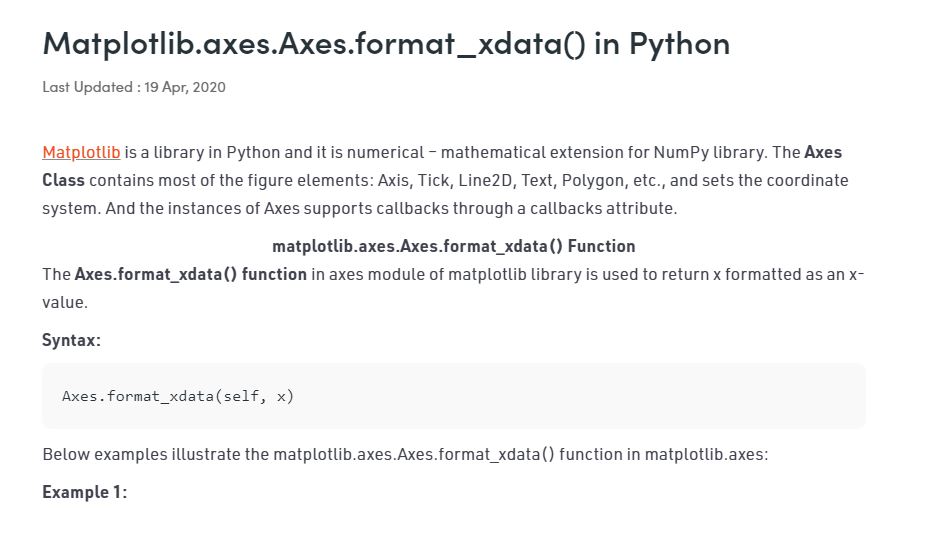 Matplotlib.axes.Axes.format_xdata() in Python
Last Updated : 19 Apr, 2020
Matplotlib is a library in Python and it is numerical – mathematical extension for NumPy library. The Axes
Class contains most of the figure elements: Axis, Tick, Line2D, Text, Polygon, etc., and sets the coordinate
system. And the instances of Axes supports callbacks through a callbacks attribute.
matplotlib.axes.Axes.format_xdata() Function
The Axes.format_xdata() function in axes module of matplotlib library is used to return x formatted as an x-
value.
Syntax:
Axes.format_xdata(self, x)
Below examples illustrate the matplotlib.axes.Axes.format_xdata() function in matplotlib.axes:
Example 1: